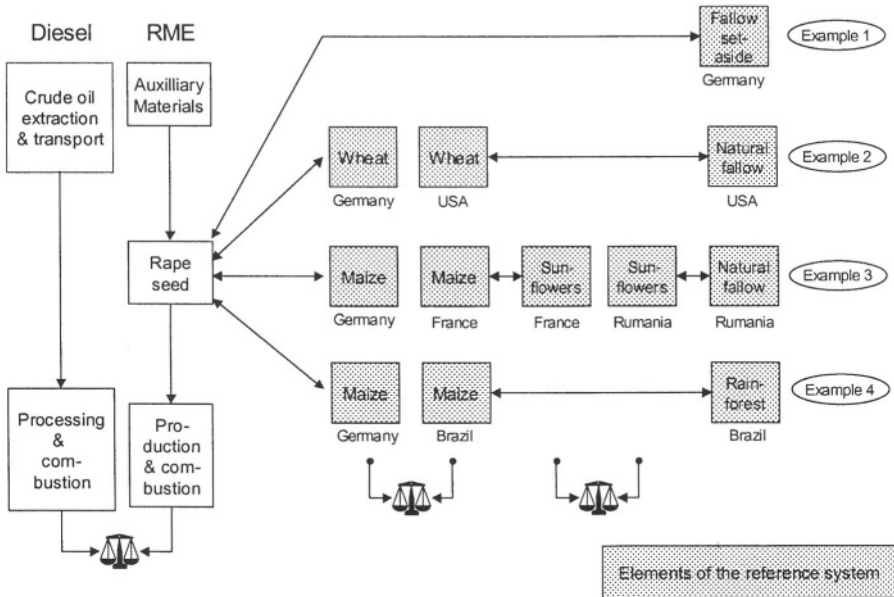 Diesel
RME
Crude oil
extraction
& transport
Auxilliary
Materials
Rape
seed
Processing
&
com-
bustion
Pro-
duction
& com-
bustion
Fallow
set-
aside
Germany
Example 1
Wheat
Germany
Wheat
USA
Natural
fallow
USA
Example 2
Maize
Germany
Maize
France
Sun-
flowers
France
Sun-
flowers
Rumania
Natural
fallow
Rumania
Example 3
Maize
Germany
Maize
Brazil
Rain-
forest
Brazil
Example 4
Elements of the reference system